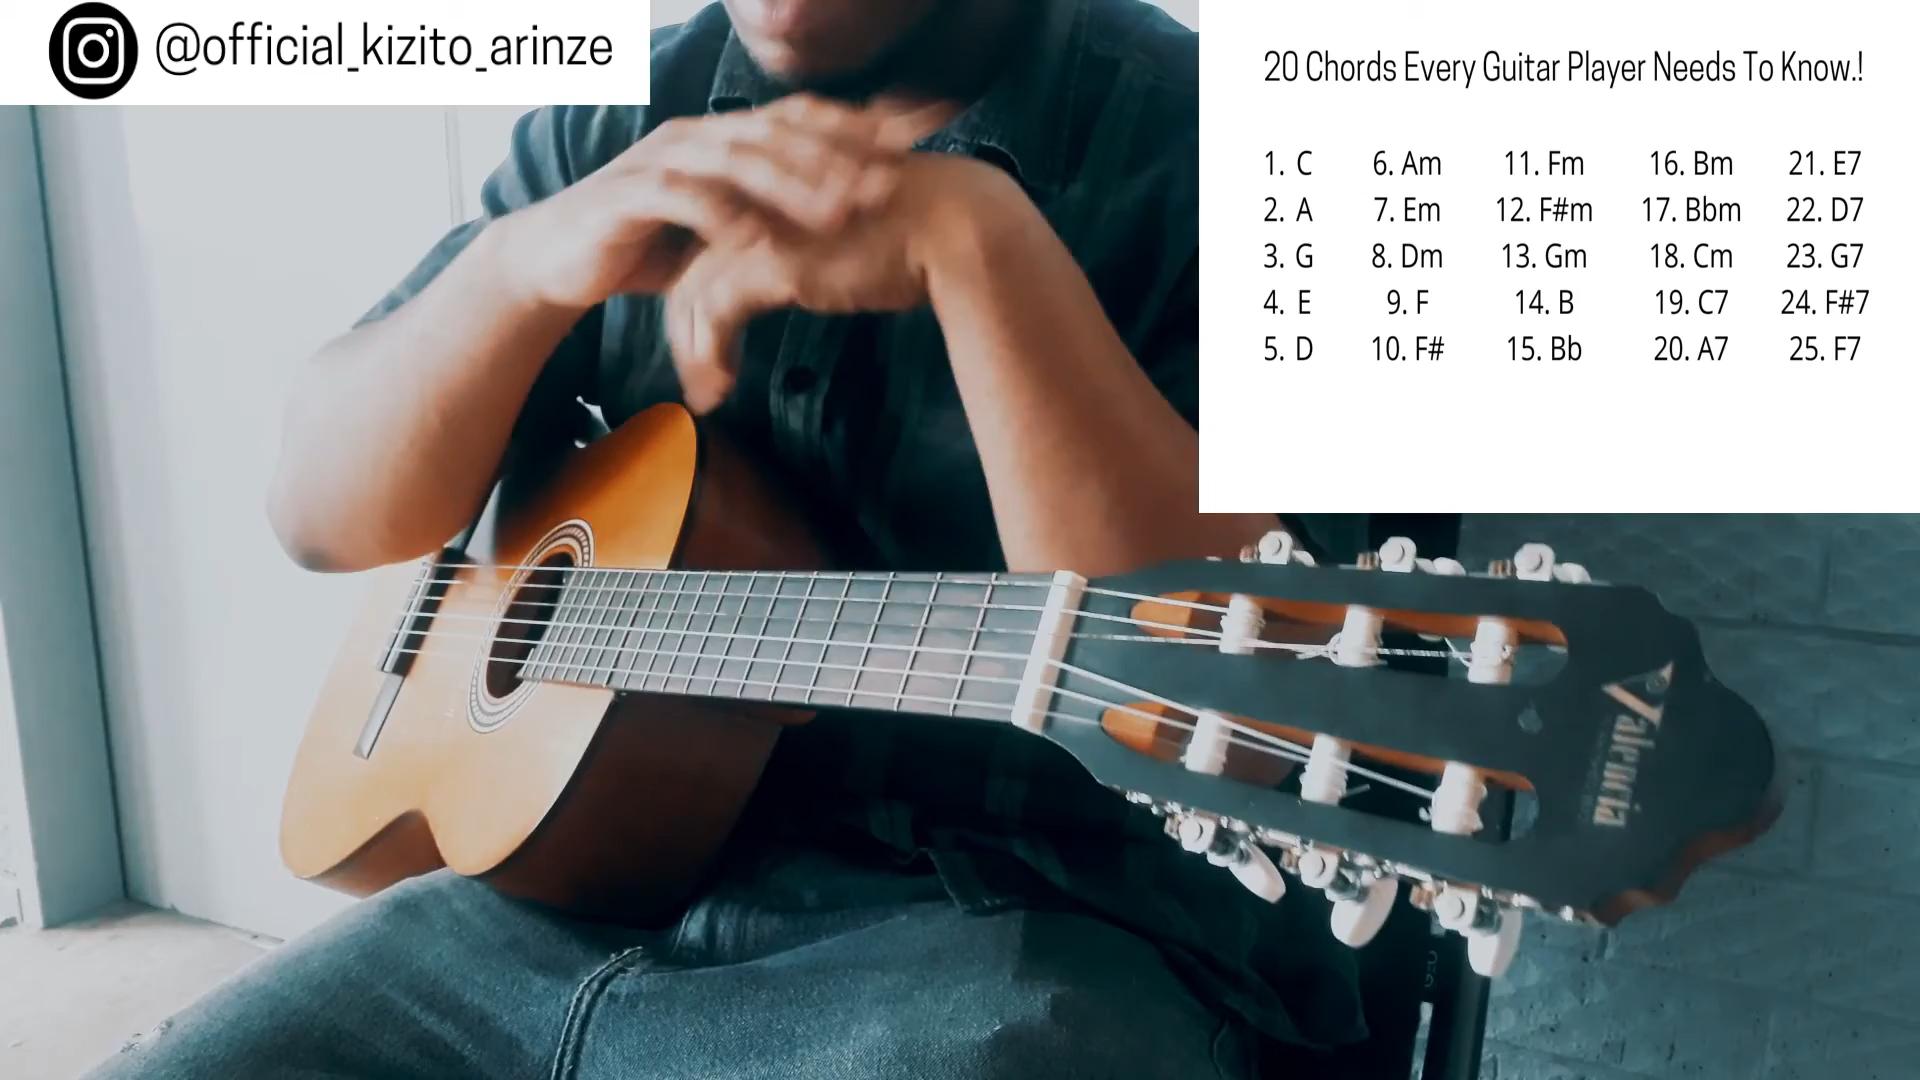 @official_kizito_arinze
20 Chords Every Guitar Player Needs To Know.!
1. C 6. Am 11. Fm 16. Bm 21. E7
2. A 7. Em 12. F#m 17. Bbm 22. D7
3. G 8. Dm 13. Gm 18. Cm 23. G7
4. E 9. F 14. B 19. C7 24. F#7
5. D 10. F# 15. Bb 20. A7 25. F7
Valencia